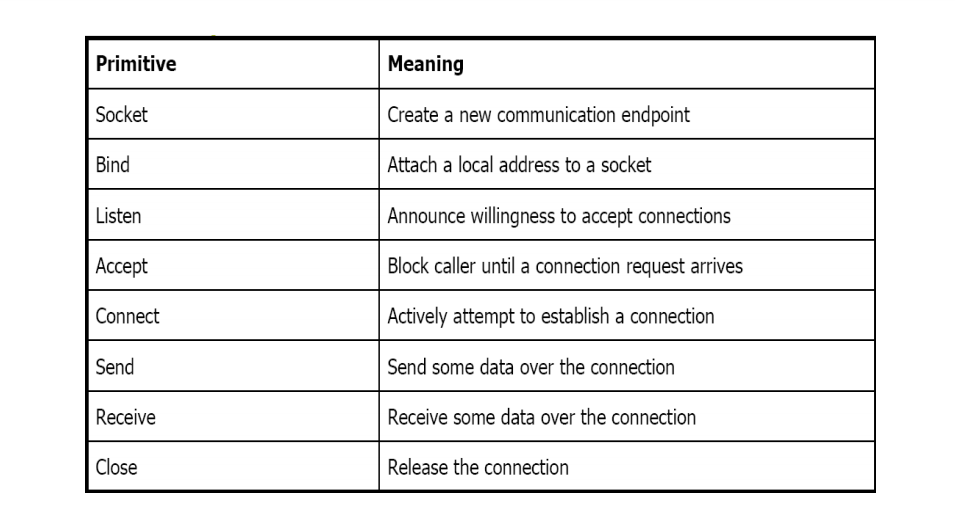 Primitive Meaning
Socket Create a new communication endpoint
Bind Attach a local address to a socket
Listen Announce willingness to accept connections
Accept Block caller until a connection request arrives
Connect Actively attempt to establish a connection
Send Send some data over the connection
Receive Receive some data over the connection
Close Release the connection